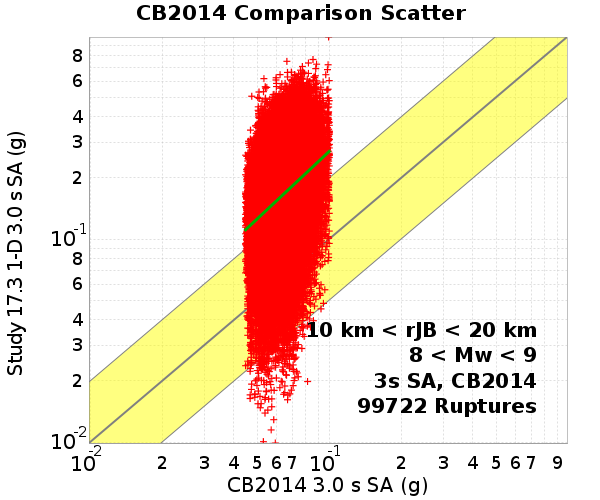 CB2014 Comparison Scatter
Study 17.3 1-D 3.0 s SA (g)
8
6
4
3
2
10-1
8
6
4
3
2
10-2
10 km < rJB < 20 km
8 < Mw < 9
3s SA, CB2014
99722 Ruptures
10-2 2 3 4 5 6 7 10-1 2 3 4 5 6 7 9
CB2014 3.0 s SA (g)